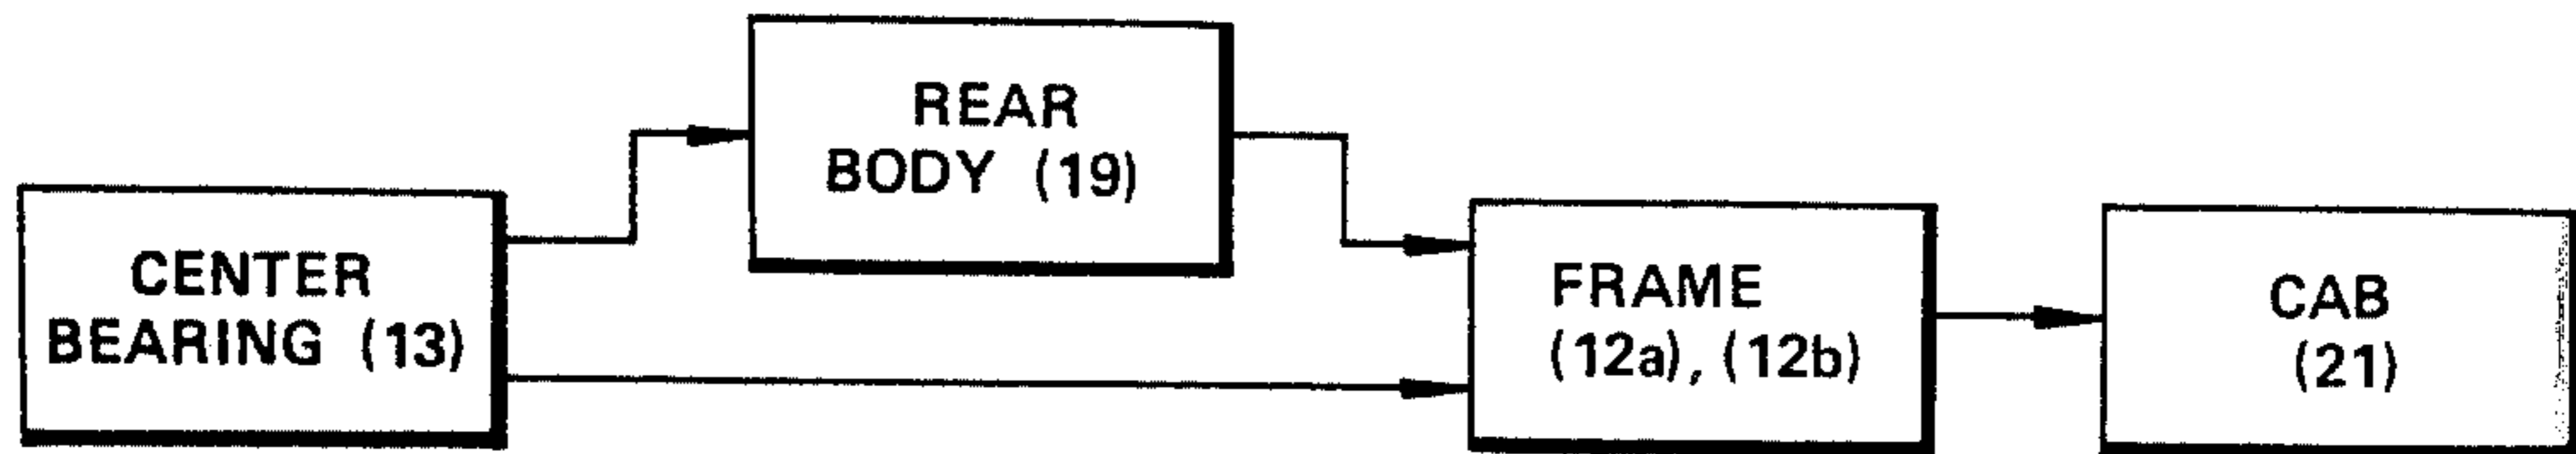 CENTER
BEARING (13)
REAR
BODY (19)
FRAME
(12a), (12b)
CAB
(21)